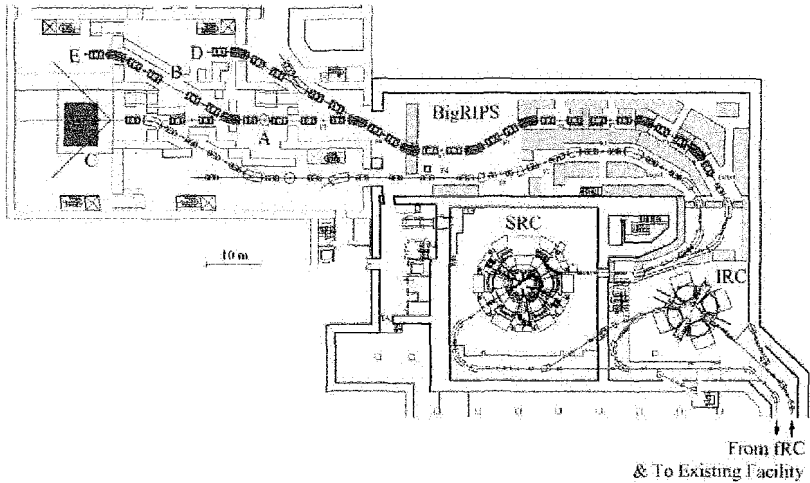 E
D
B
A
C
BigRIPS
SRC
IRC
10 m
From fRC
& To Existing Facility